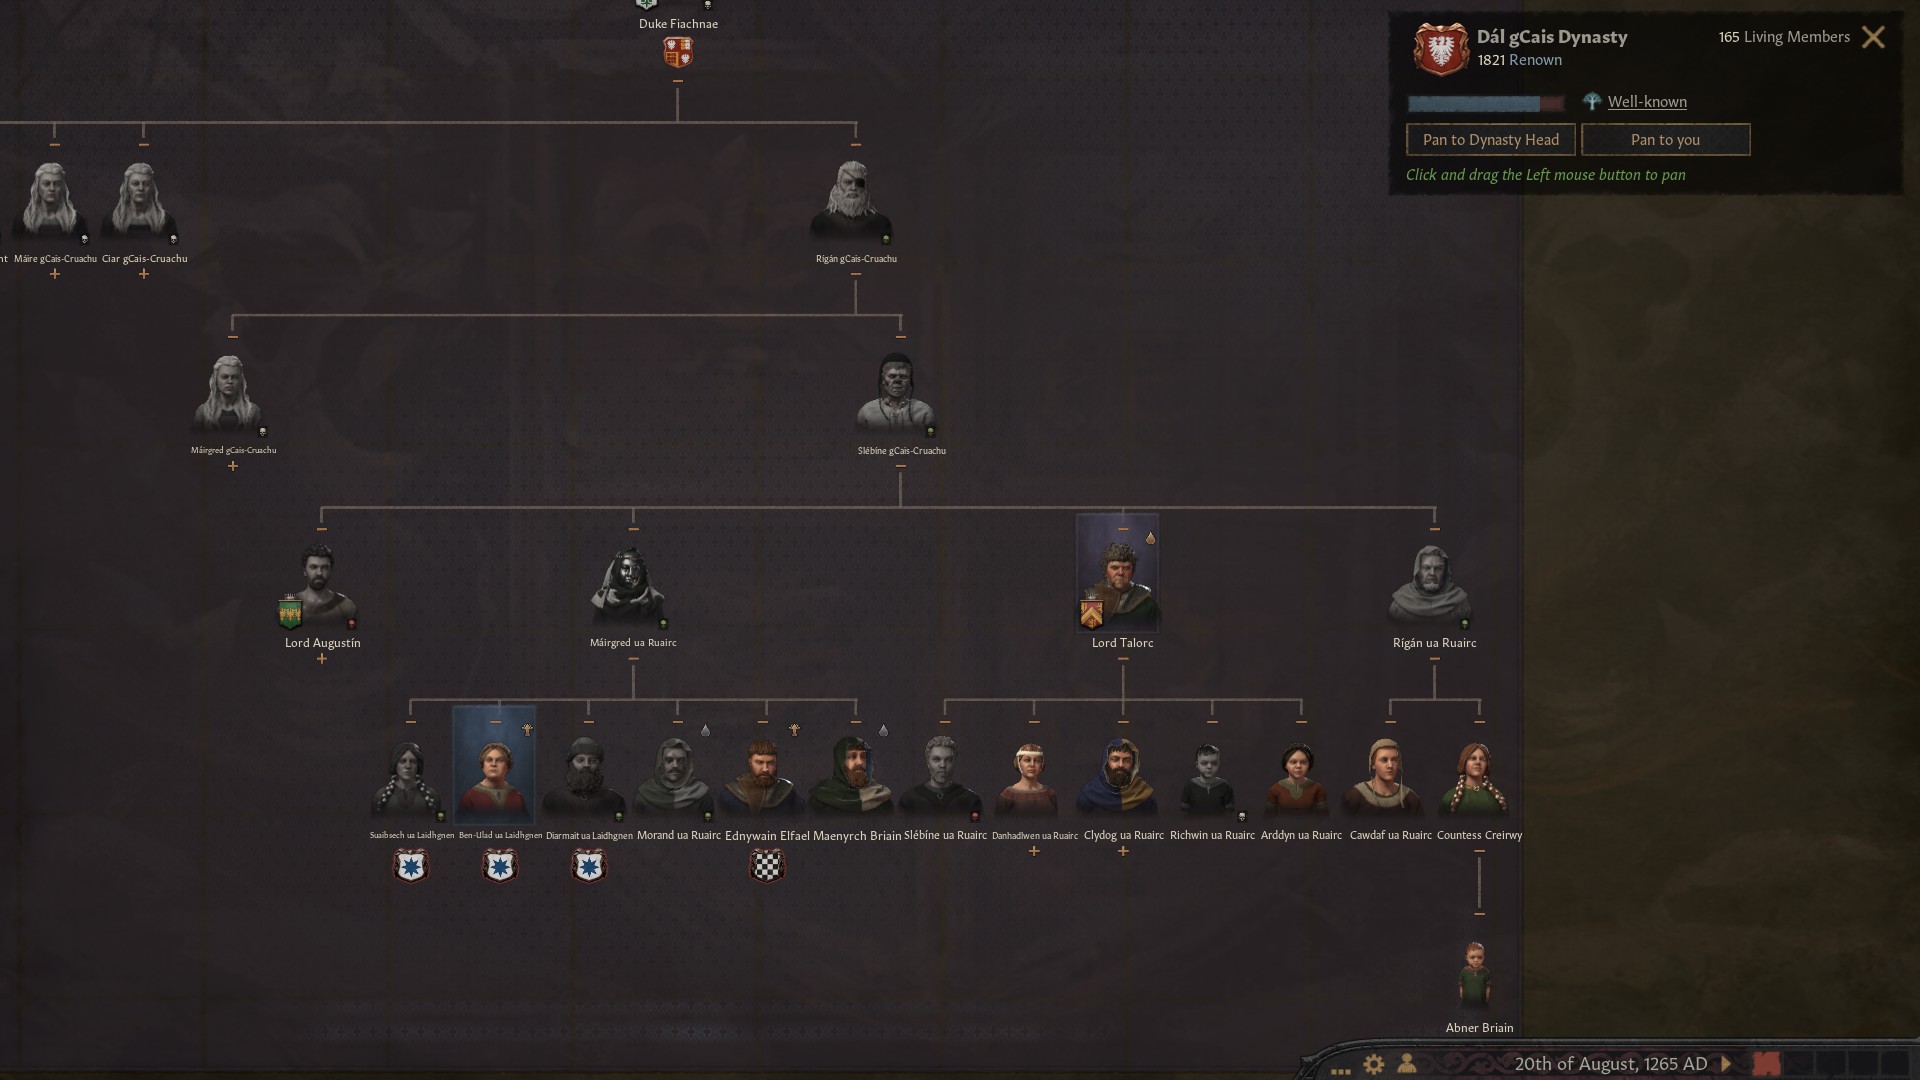 Duke Fiachnae
Dál gCais Dynasty
165 Living Members
1821 Renown
Well-known
Pan to Dynasty Head
Pan to you
Click and drag the Left mouse button to pan
Máire gCais-Cruachu
Ciar gCais-Cruachu
Rígán gCais-Cruachu
Máirgred gCais-Cruachu
Slébíne gCais-Cruachu
Lord Augustín
Máirgred ua Ruairc
Lord Talorc
Rígán ua Ruairc
Suaibsech ua Laidhgnen
Ben-Ulad ua Laidhgnen
Diarmait ua Laidhgnen
Morand ua Ruairc
Ednywain Elfael
Maenyrch Briain
Slébíne ua Ruairc
Danhadlwen ua Ruairc
Clydog ua Ruairc
Richwin ua Ruairc
Arddyn ua Ruairc
Cawdaf ua Ruairc
Countess Creirwy
Abner Briain
20th of August, 1265 AD